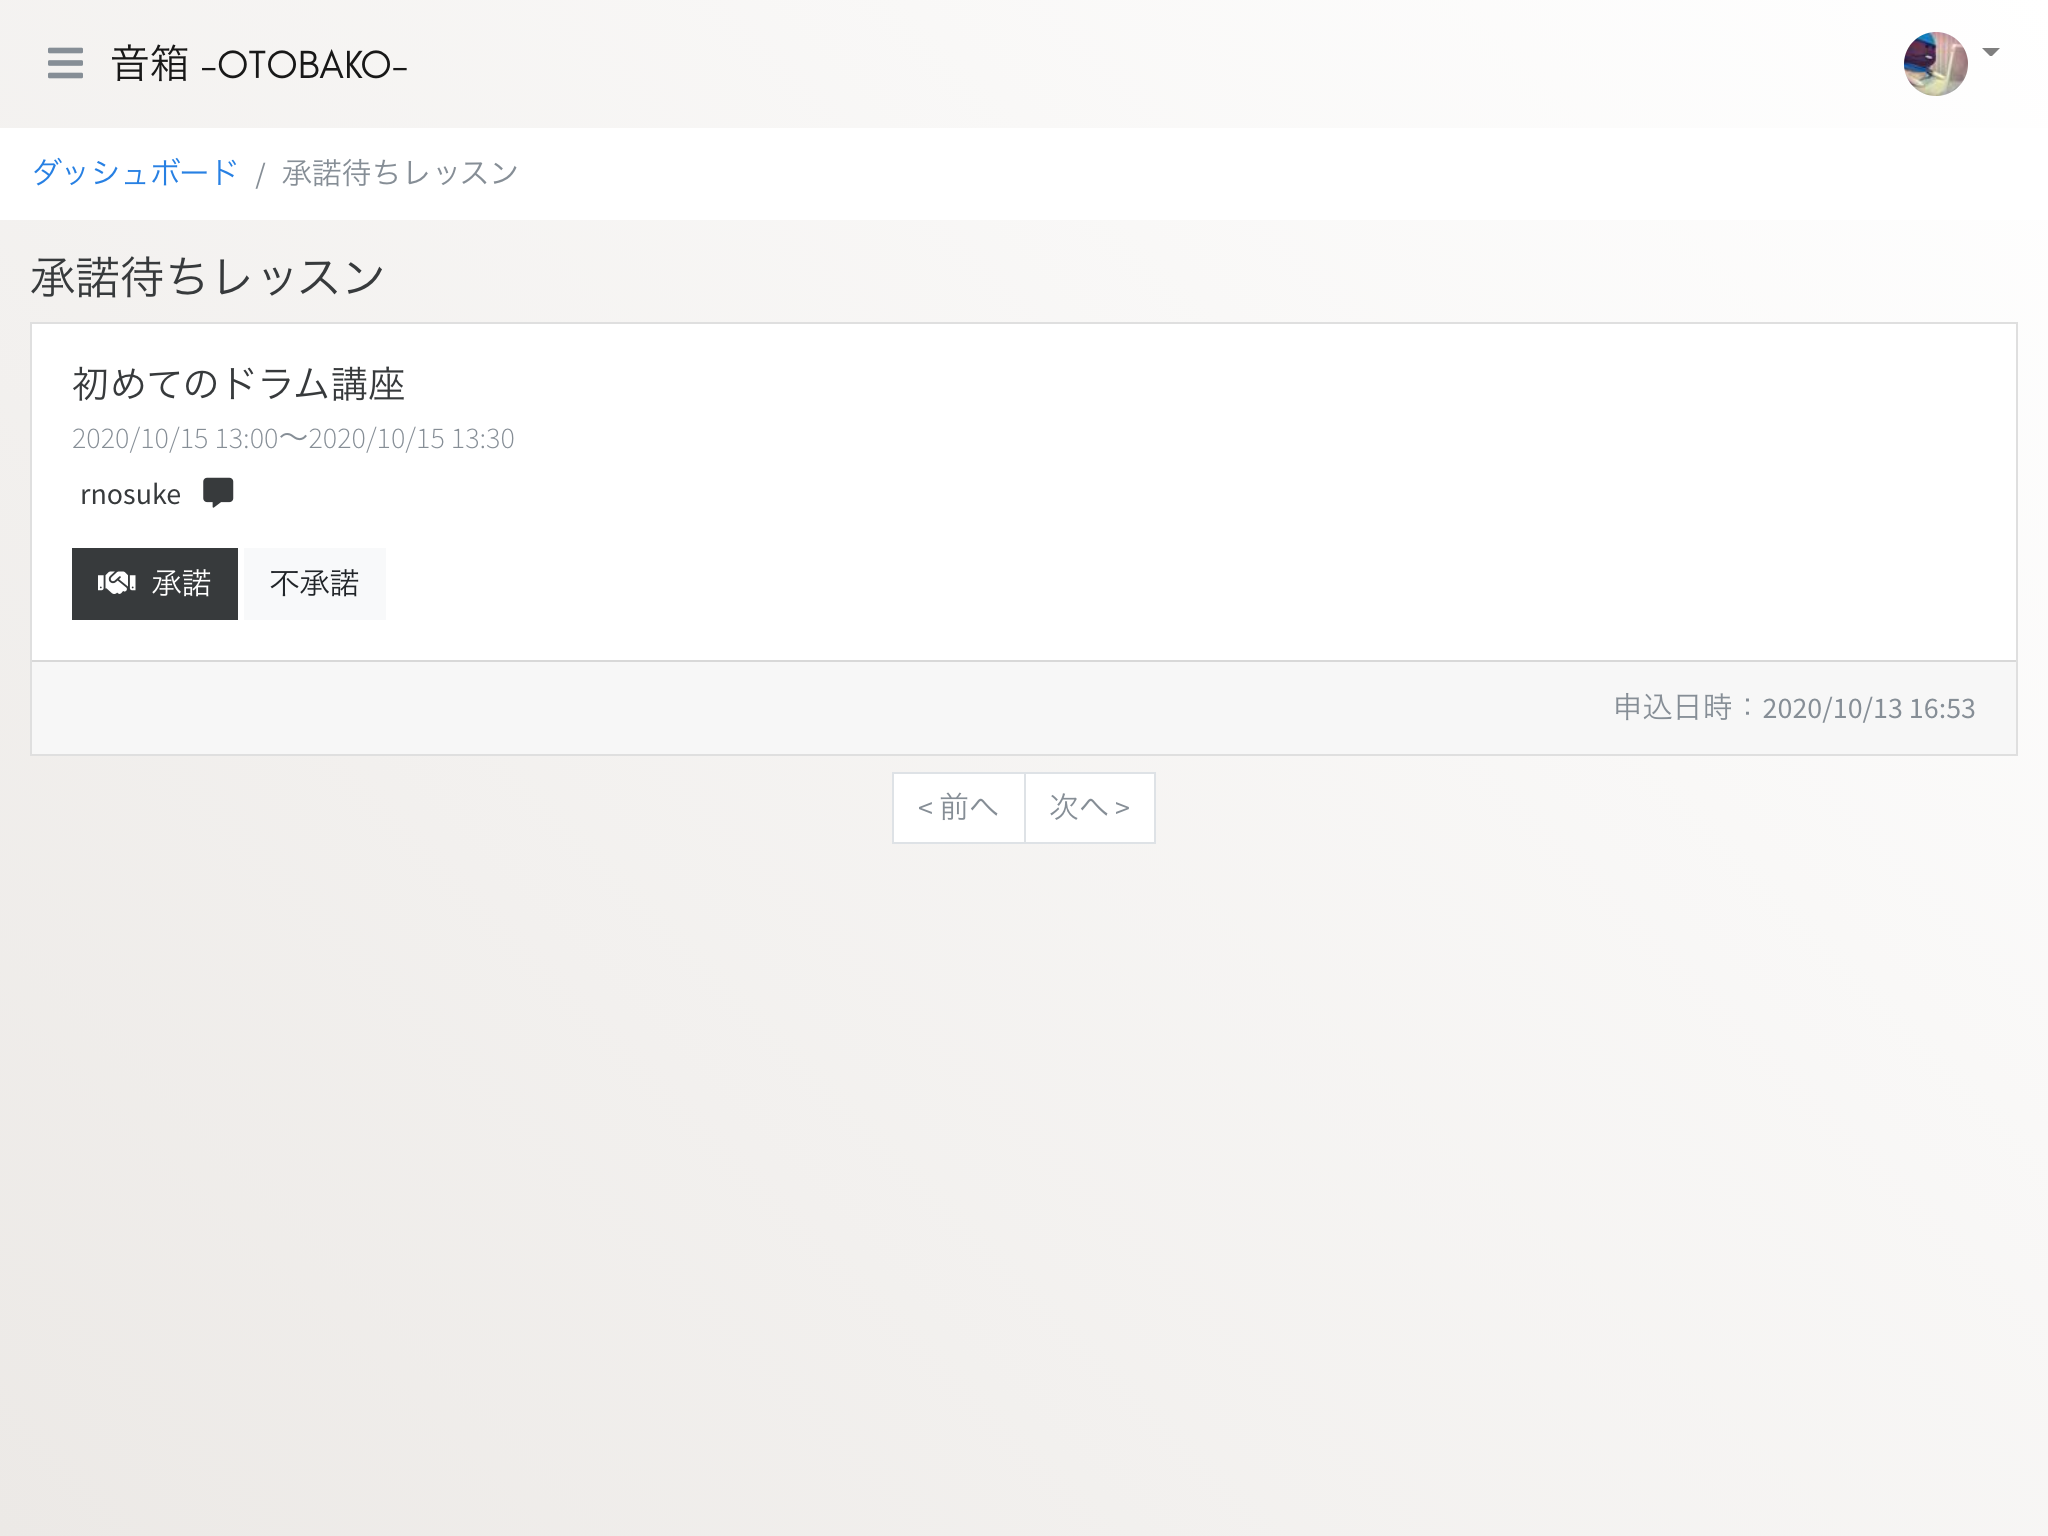 音箱 -OTOBAKO-
ダッシュボード / 承諾待ちレッスン
承諾待ちレッスン
初めてのドラム講座
2020/10/15 13:00〜2020/10/15 13:30
rnosuke
承諾 不承諾
申込日時：2020/10/13 16:53
< 前へ 次へ >